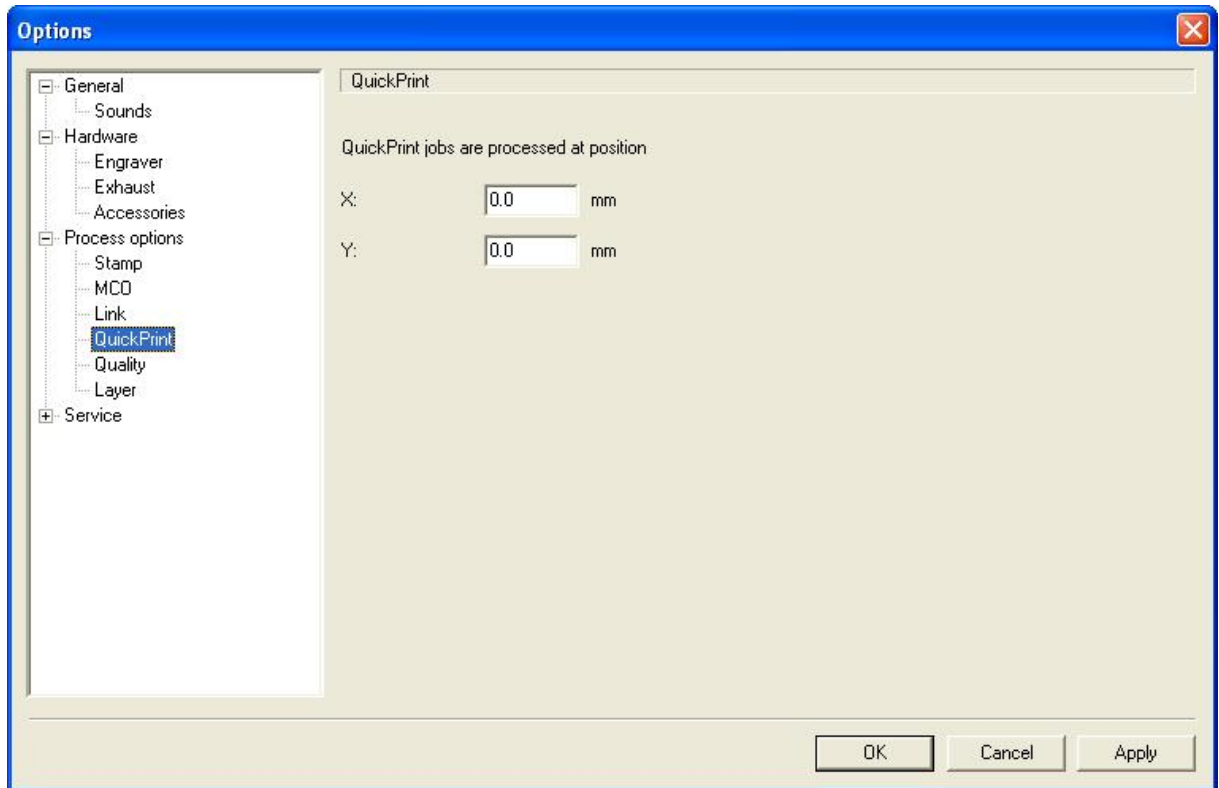 Options
General
Sounds
Hardware
Engraver
Exhaust
Accessories
Process options
Stamp
MCO
Link
QuickPrint
Quality
Layer
Service
QuickPrint
QuickPrint jobs are processed at position
X: 0.0 mm
Y: 0.0 mm
OK Cancel Apply